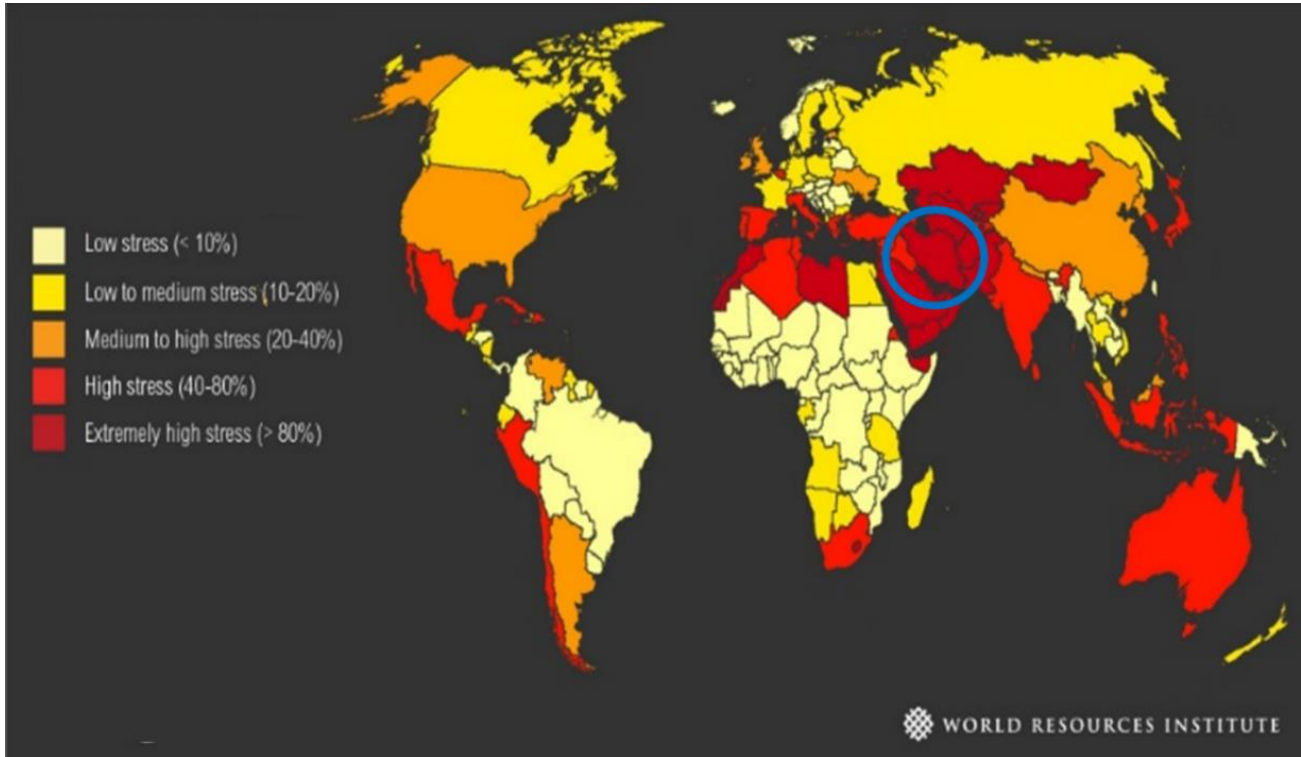 Low stress (< 10%)
Low to medium stress (10-20%)
Medium to high stress (20-40%)
High stress (40-80%)
Extremely high stress (> 80%)
WORLD RESOURCES INSTITUTE